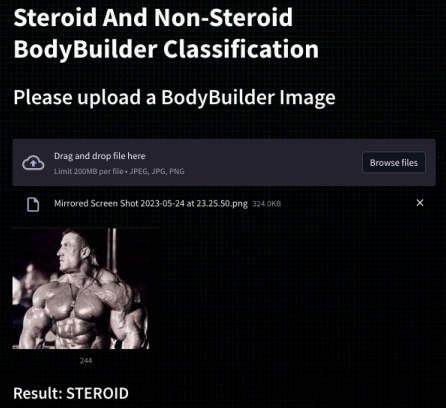 Steroid And Non-Steroid
BodyBuilder Classification
Please upload a BodyBuilder Image
Drag and drop file here
Limit 200MB per file • JPEG, JPG, PNG
Browse files
Mirrored Screen Shot 2023-05-24 at 23.25.50.png 324.0KB
244
Result: STEROID